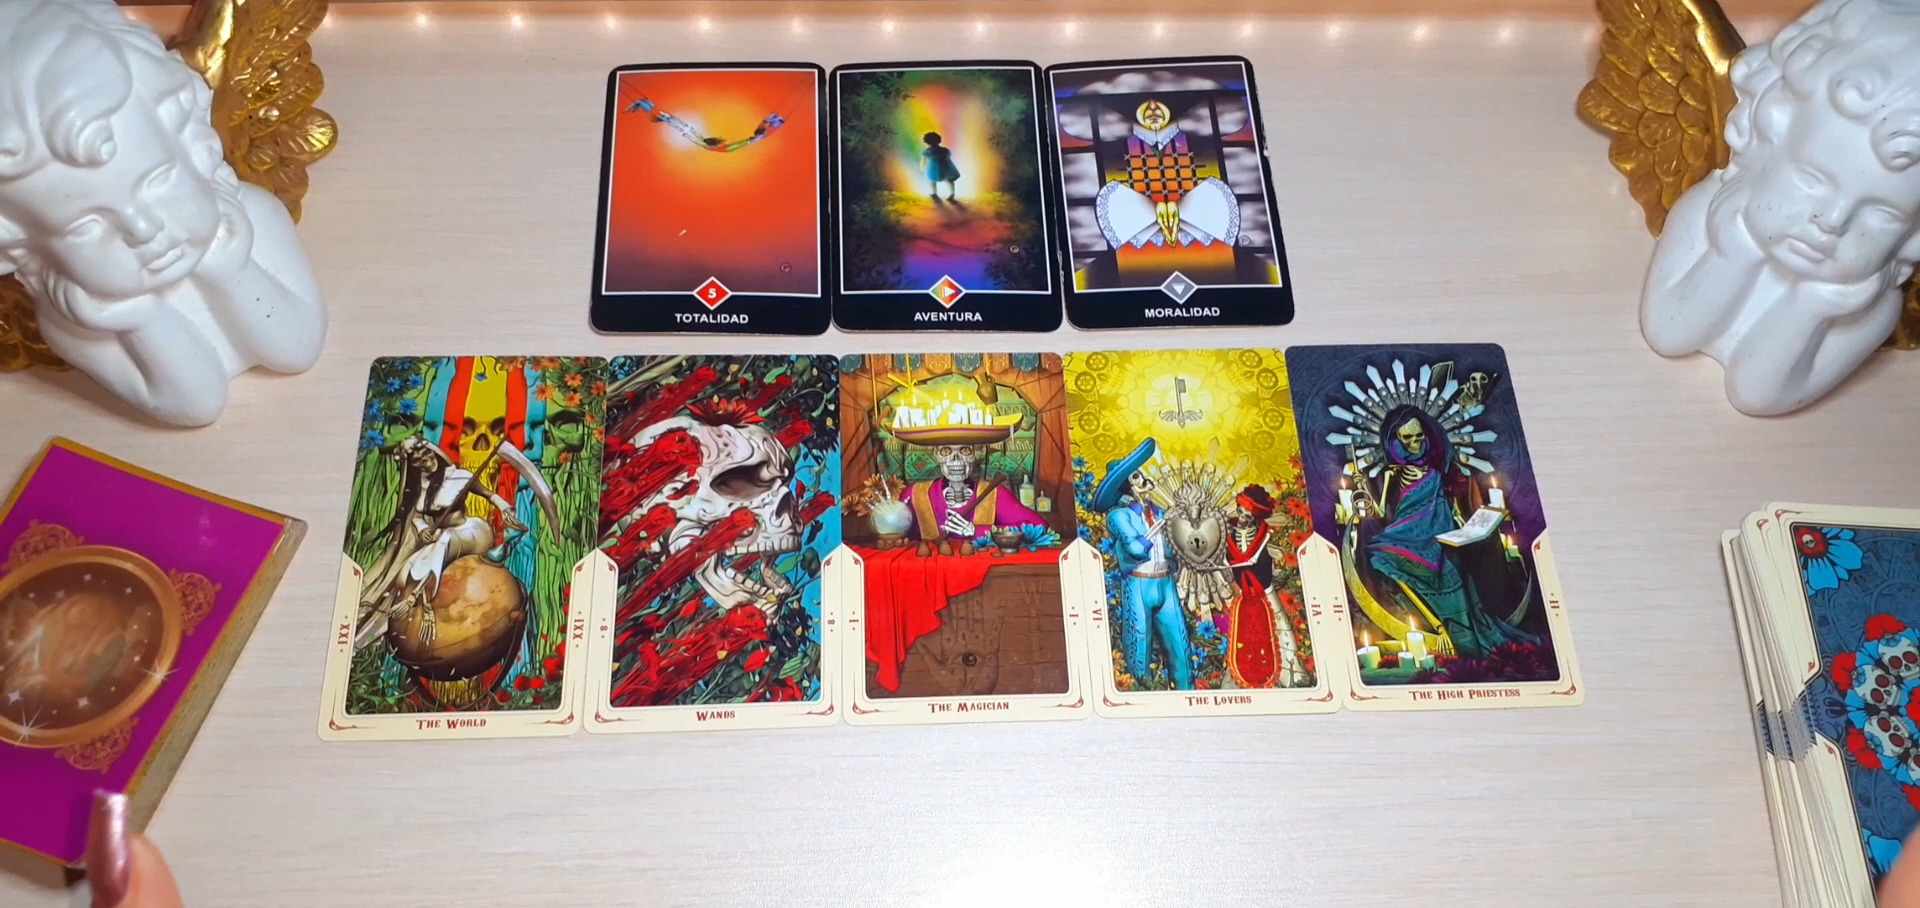 5
TOTALIDAD
AVENTURA
MORALIDAD
XXI
XXI
THE WORLD
8
8
WANDS
I
I
THE MAGICIAN
VI
VI
THE LOVERS
II
II
THE HIGH PRIESTESS